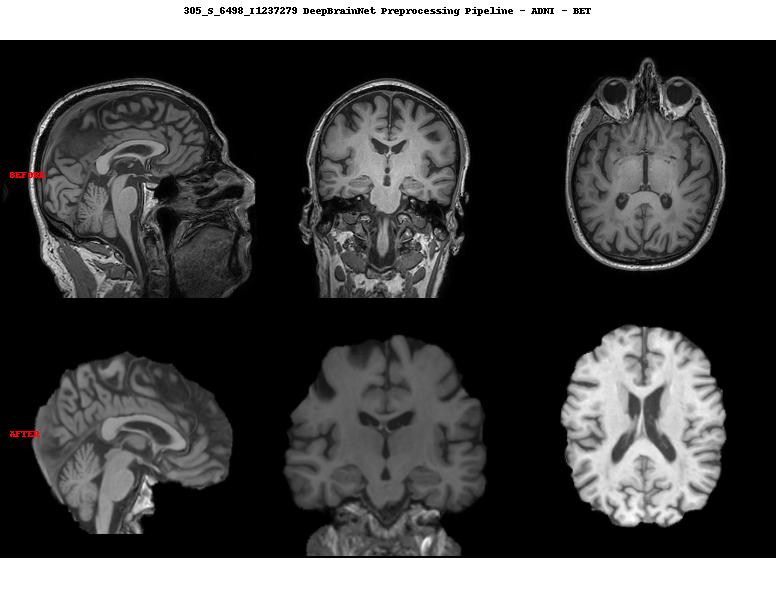 305_S_6498_I1237279 DeepBrainNet Preprocessing Pipeline - ADNI - BET
BEFORE
AFTER